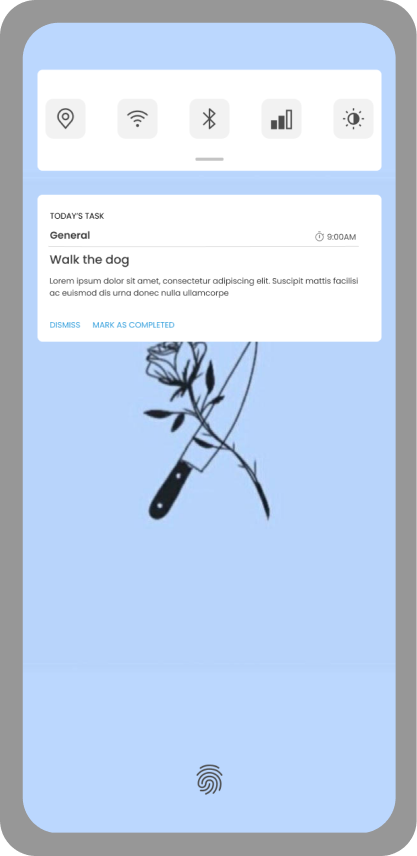 TODAY'S TASK
General
9:00AM
Walk the dog
Lorem ipsum dolor sit amet, consectetur adipiscing elit. Suscipit mattis facilisi
ac euismod dis urna donec nulla ullamcorpe
DISMISS MARK AS COMPLETED